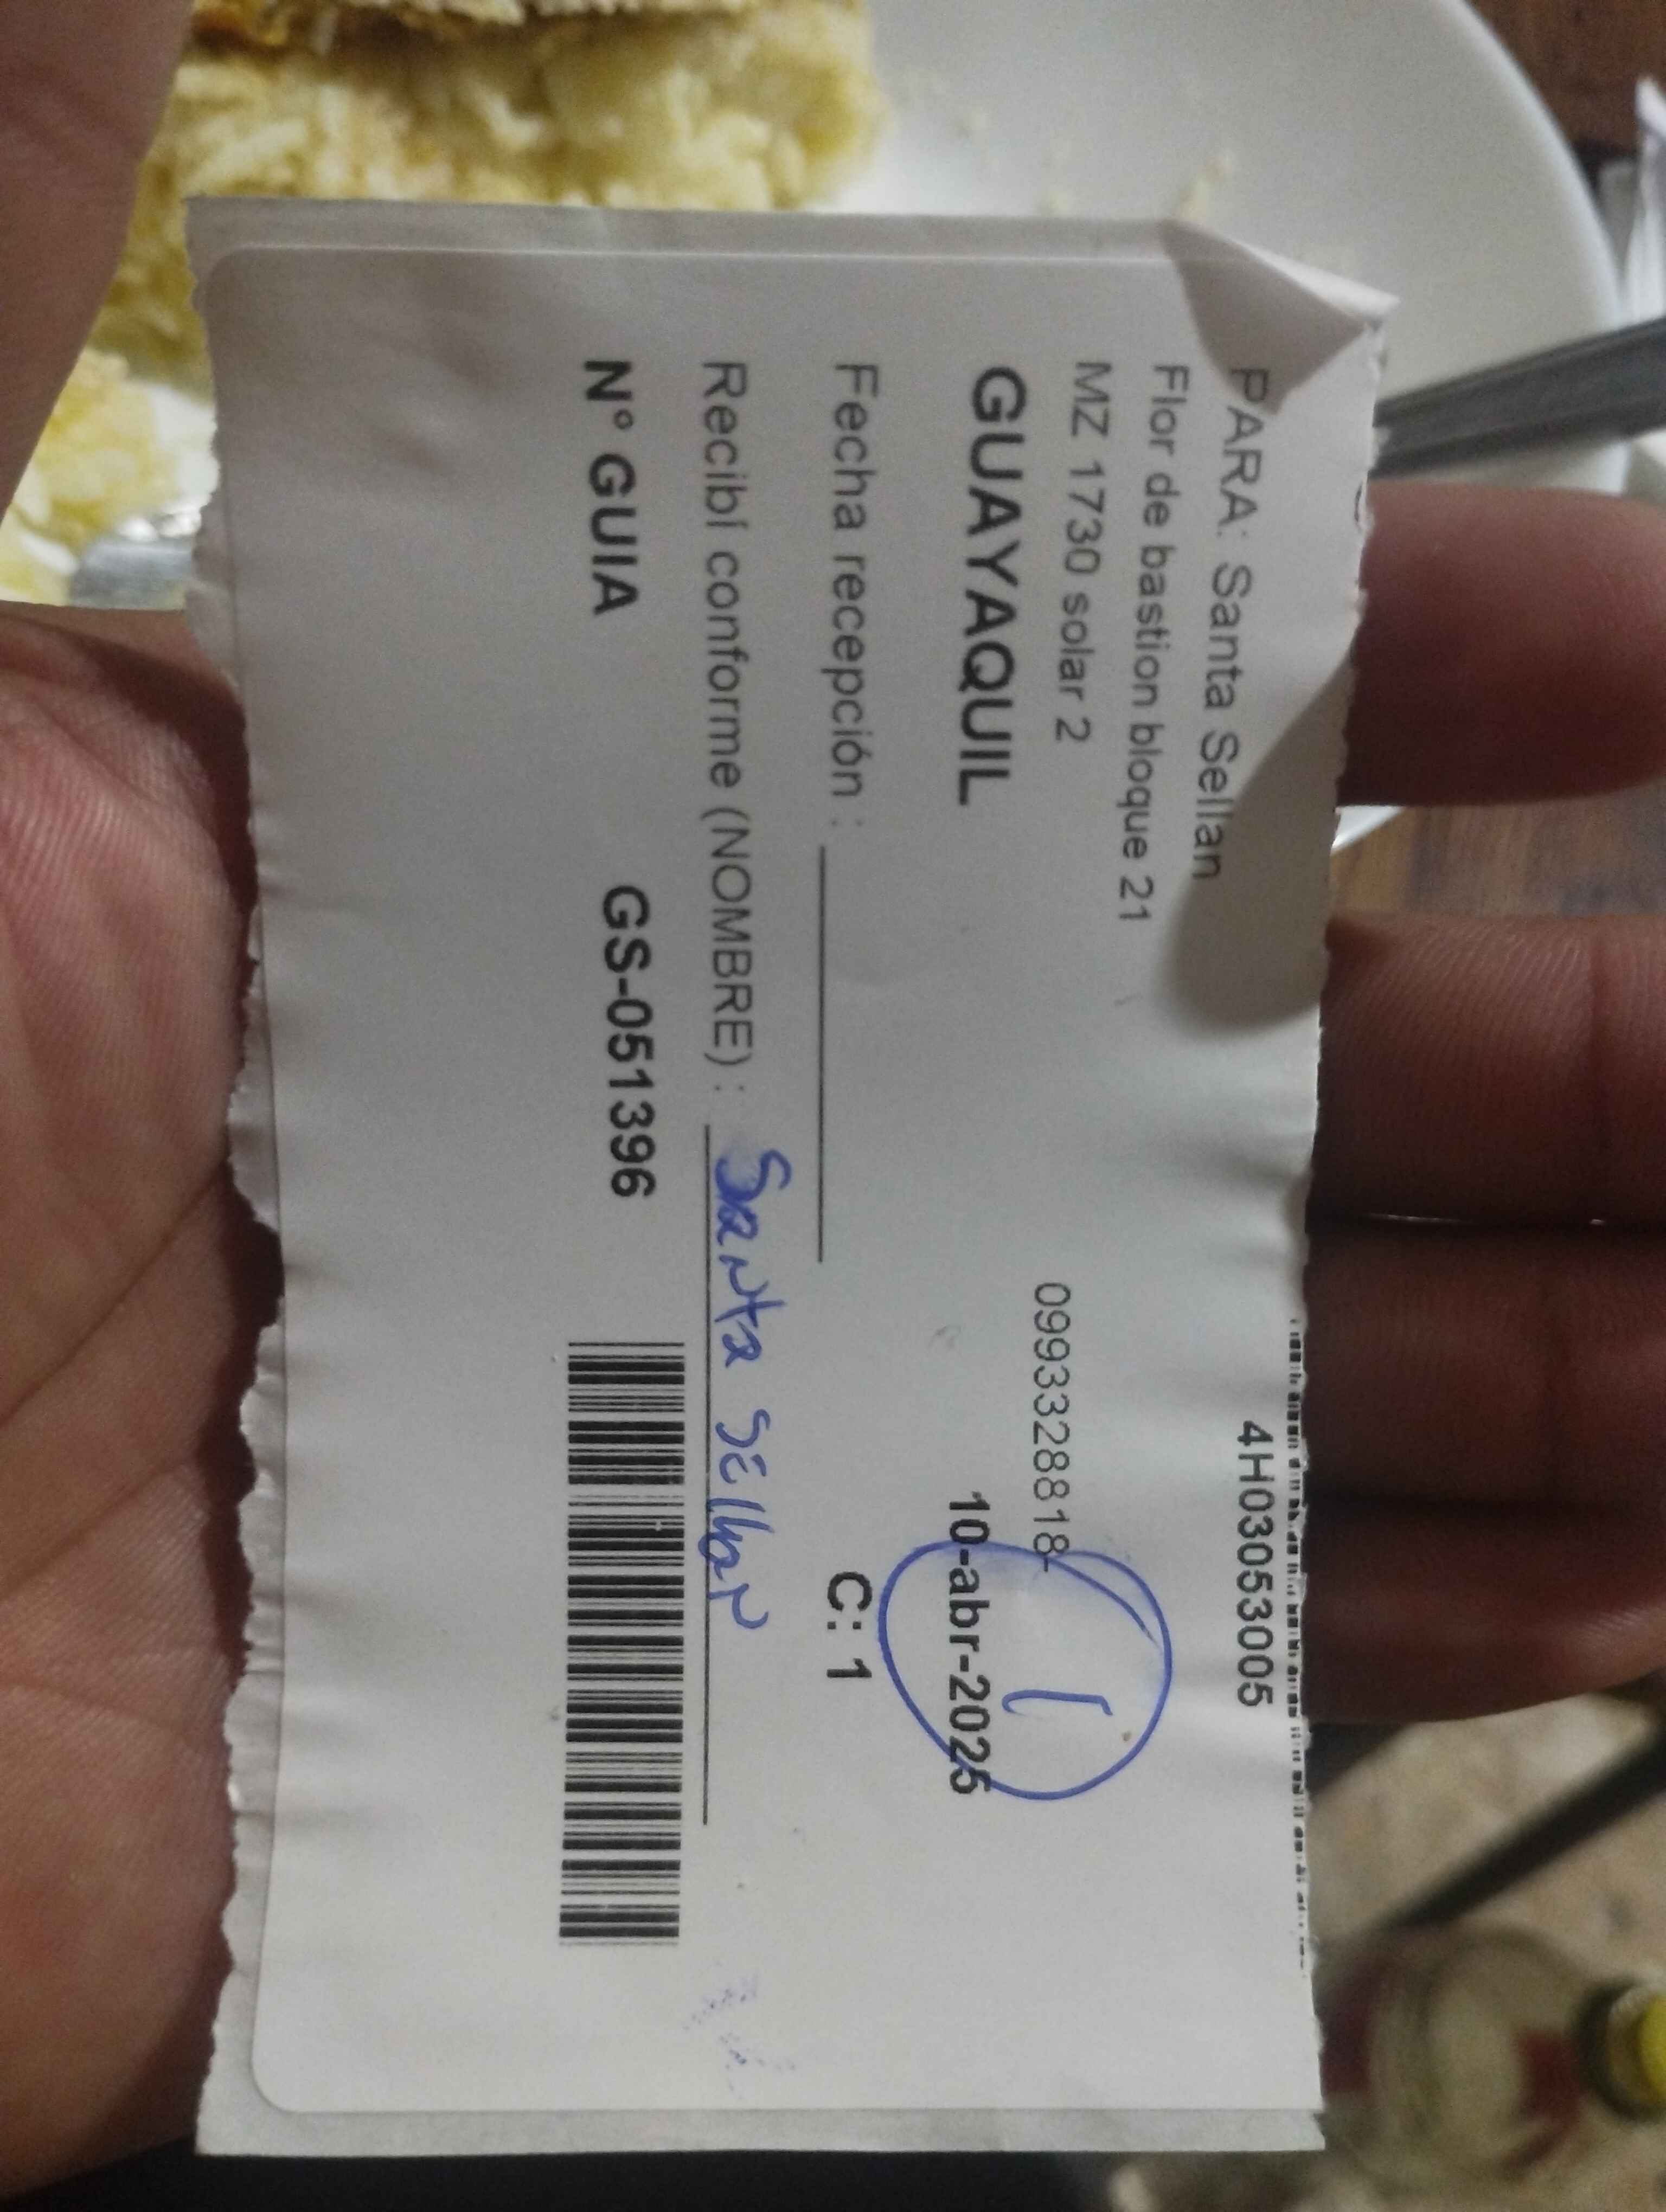 4H03053005
PARA: Santa Sellan
Flor de bastion bloque 21
MZ 1730 solar 2
0993328818-
GUAYAQUIL
10-abr-2025
1
Fecha recepción :
C: 1
Recibí conforme (NOMBRE) : Santa Sellan
N° GUIA GS-051396